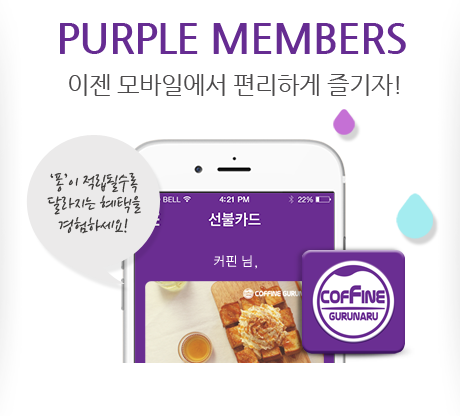 PURPLE MEMBERS
이젠 모바일에서 편리하게 즐기자!
'퐁'이 적립될수록
달라지는 혜택을
경험하세요!
BELL 4:21 PM 22%
선불카드
커핀 님,
COFFINE GURUN
COFFINE
GURUNARU